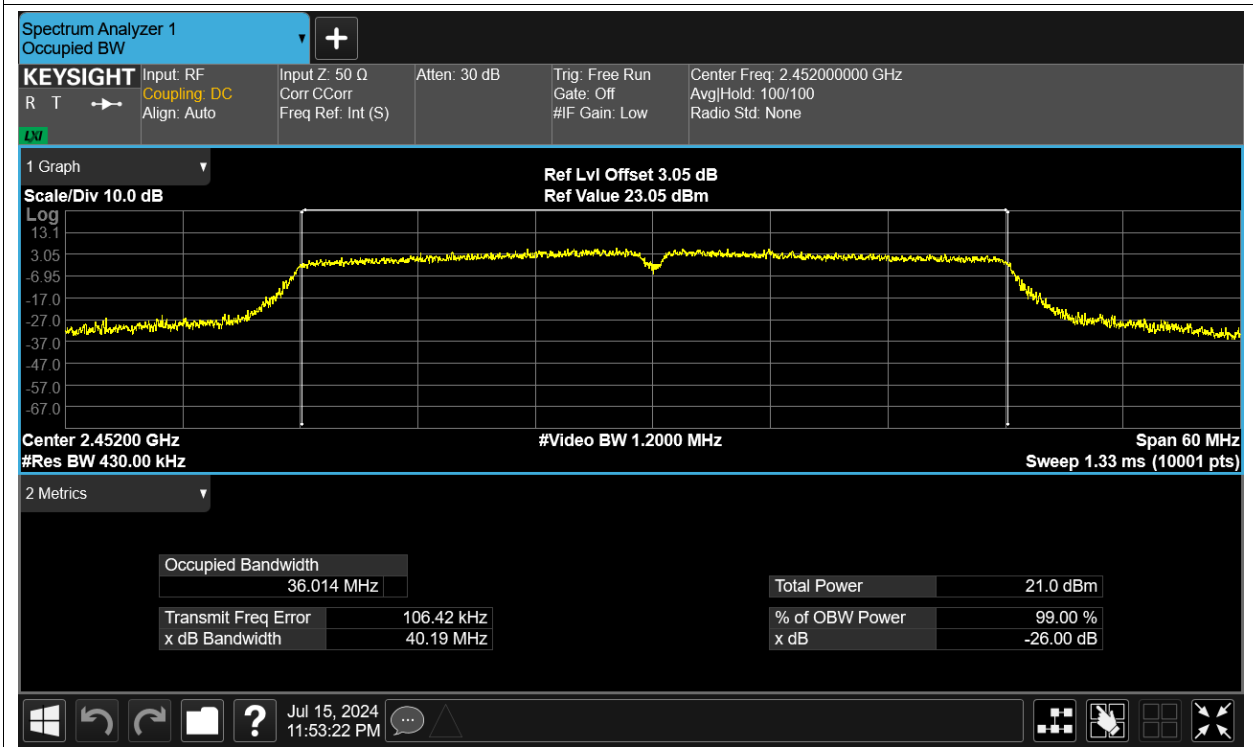 Spectrum Analyzer 1
Occupied BW
KEYSIGHT
R T
LXI
Input: RF
Coupling: DC
Align: Auto
Input Z: 50 Ω
Corr CCorr
Freq Ref: Int (S)
Atten: 30 dB
Trig: Free Run
Gate: Off
#IF Gain: Low
Center Freq: 2.452000000 GHz
Avg|Hold: 100/100
Radio Std: None
1 Graph
Scale/Div 10.0 dB
Ref Lvl Offset 3.05 dB
Ref Value 23.05 dBm
Log
13.1
3.05
-6.95
-17.0
-27.0
-37.0
-47.0
-57.0
-67.0
Center 2.45200 GHz
#Video BW 1.2000 MHz
Span 60 MHz
#Res BW 430.00 kHz
Sweep 1.33 ms (10001 pts)
2 Metrics
Occupied Bandwidth
36.014 MHz
Total Power 21.0 dBm
Transmit Freq Error 106.42 kHz
% of OBW Power 99.00 %
x dB Bandwidth 40.19 MHz
x dB -26.00 dB
?
Jul 15, 2024
11:53:22 PM